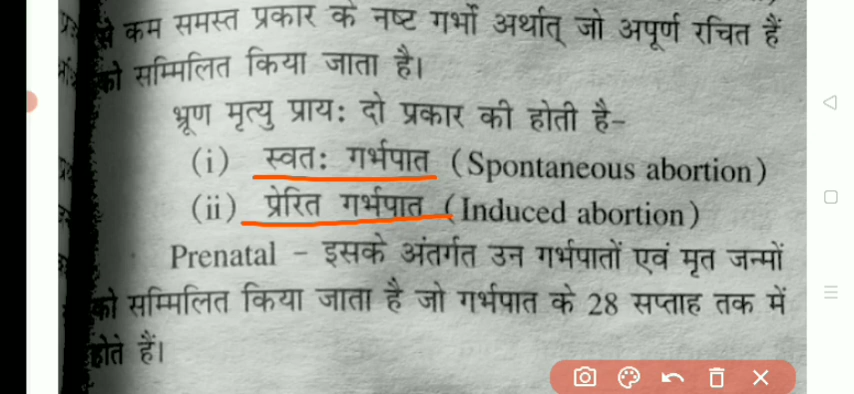 से कम समस्त प्रकार के नष्ट गर्भो अर्थात् जो अपूर्ण रचित हैं
को सम्मिलित किया जाता है।
भ्रूण मृत्यु प्राय: दो प्रकार की होती है-
(i) स्वत: गर्भपात (Spontaneous abortion)
(ii) प्रेरित गर्भपात (Induced abortion)
Prenatal - इसके अंतर्गत उन गर्भपातों एवं मृत जन्मों
को सम्मिलित किया जाता है जो गर्भपात के 28 सप्ताह तक में
होते हैं।